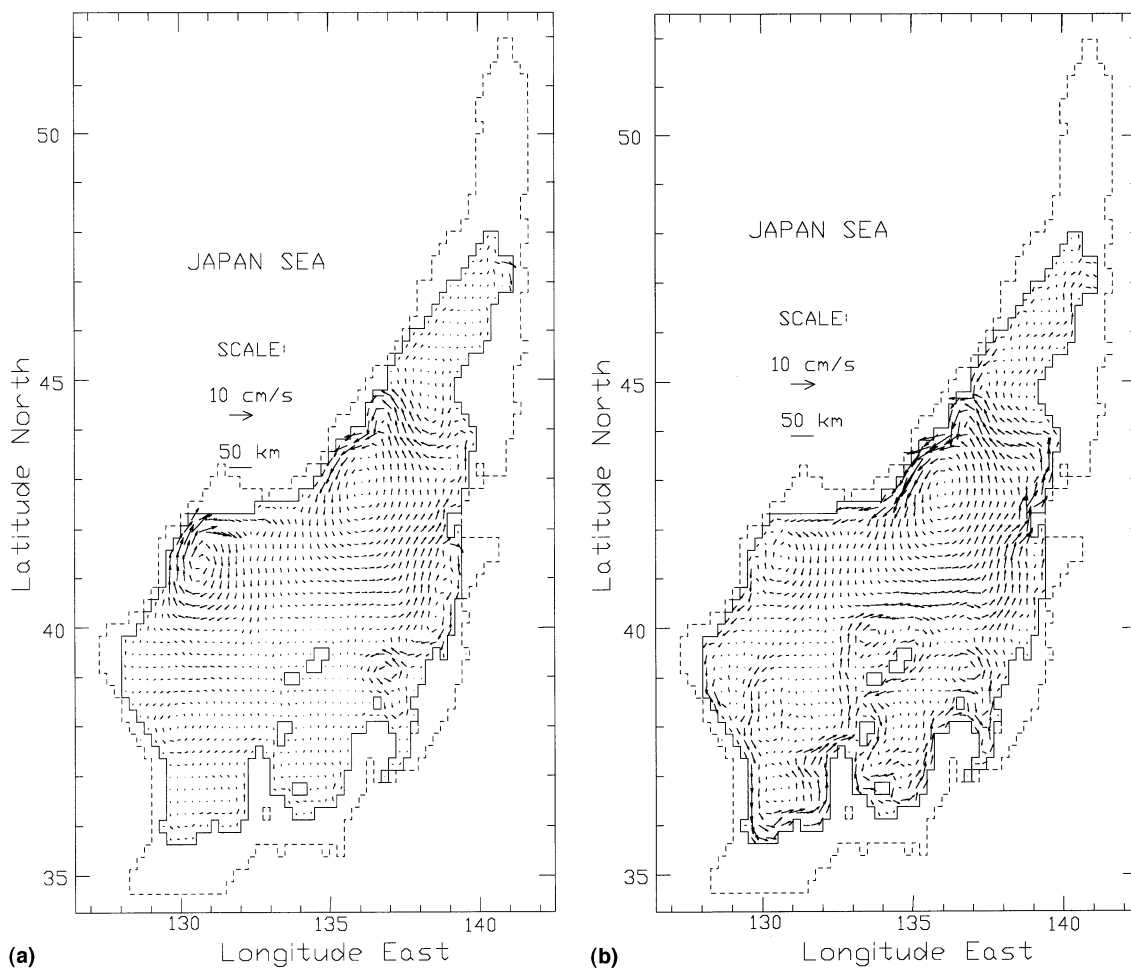 50
JAPAN SEA
SCALE:
10 cm/s
50 km
45
40
35
130
135
140
Latitude North
Longitude East
(a)
50
JAPAN SEA
SCALE:
10 cm/s
50 km
45
40
35
130
135
140
Latitude North
Longitude East
(b)